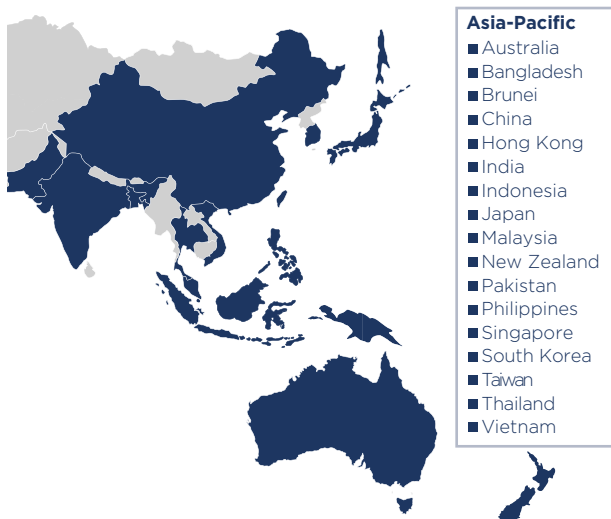 Asia-Pacific
Australia
Bangladesh
Brunei
China
Hong Kong
India
Indonesia
Japan
Malaysia
New Zealand
Pakistan
Philippines
Singapore
South Korea
Taiwan
Thailand
Vietnam